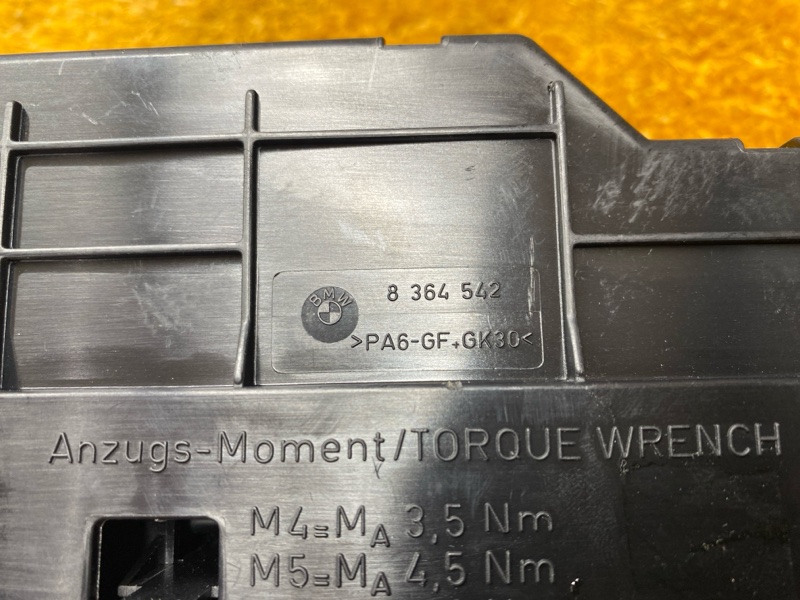 BMW
8 364 542
>PA6-GF+GK30<
Anzugs-Moment/TORQUE WRENCH
M4=MA 3,5 Nm
M5=MA 4,5 Nm